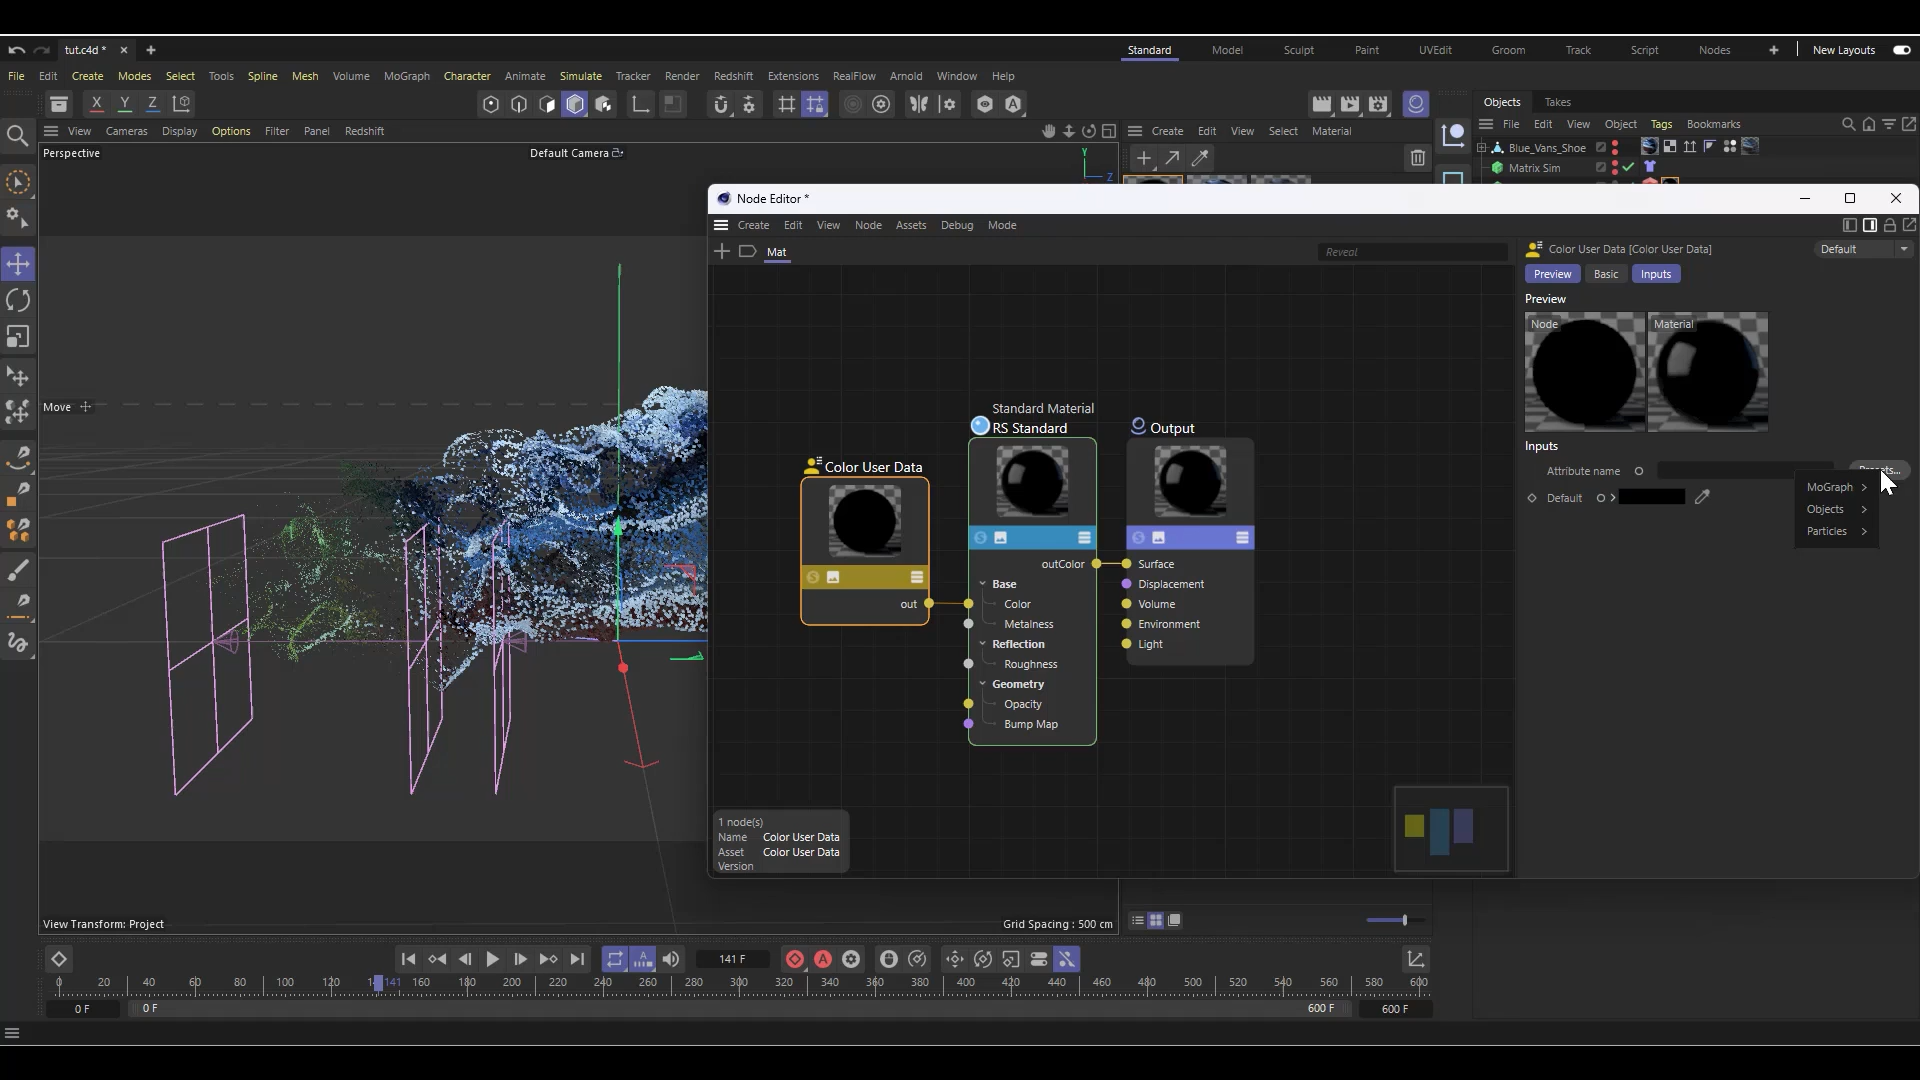 tut.c4d *
Standard Model Sculpt Paint UVEdit Groom Track Script Nodes New Layouts
File Edit Create Modes Select Tools Spline Mesh Volume MoGraph Character Animate Simulate Tracker Render Redshift Extensions RealFlow Arnold Window Help
X Y Z
Objects Takes
View Cameras Display Options Filter Panel Redshift
Create Edit View Select Material
File Edit View Object Tags Bookmarks
Perspective
Default Camera
Y
Z
Blue_Vans_Shoe
Matrix Sim
Node Editor *
Create Edit View Node Assets Debug Mode
Mat
Reveal
Color User Data [Color User Data]
Default
Preview Basic Inputs
Preview
Node
Material
Move
Standard Material
RS Standard
Output
Color User Data
Inputs
Attribute name
Default
MoGraph
Objects
Particles
out
outColor
Base
Color
Metalness
Reflection
Roughness
Geometry
Opacity
Bump Map
Surface
Displacement
Volume
Environment
Light
1 node(s)
Name Color User Data
Asset Color User Data
Version
View Transform: Project
Grid Spacing : 500 cm
141 F
0 20 40 60 80 100 120 141 160 180 200 220 240 260 280 300 320 340 360 380 400 420 440 460 480 500 520 540 560 580 600
0 F 0 F 600 F 600 F